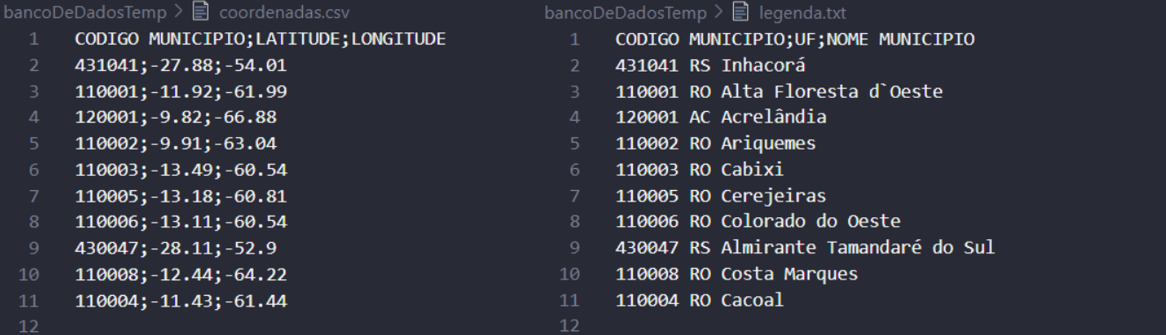 bancoDeDadosTemp > coordenadas.csv
1 CODIGO MUNICIPIO;LATITUDE;LONGITUDE
2 431041;-27.88;-54.01
3 110001;-11.92;-61.99
4 120001;-9.82;-66.88
5 110002;-9.91;-63.04
6 110003;-13.49;-60.54
7 110005;-13.18;-60.81
8 110006;-13.11;-60.54
9 430047;-28.11;-52.9
10 110008;-12.44;-64.22
11 110004;-11.43;-61.44
12
bancoDeDadosTemp > legenda.txt
1 CODIGO MUNICIPIO;UF;NOME MUNICIPIO
2 431041 RS Inhacorá
3 110001 RO Alta Floresta d`Oeste
4 120001 AC Acrelândia
5 110002 RO Ariquemes
6 110003 RO Cabixi
7 110005 RO Cerejeiras
8 110006 RO Colorado do Oeste
9 430047 RS Almirante Tamandaré do Sul
10 110008 RO Costa Marques
11 110004 RO Cacoal
12